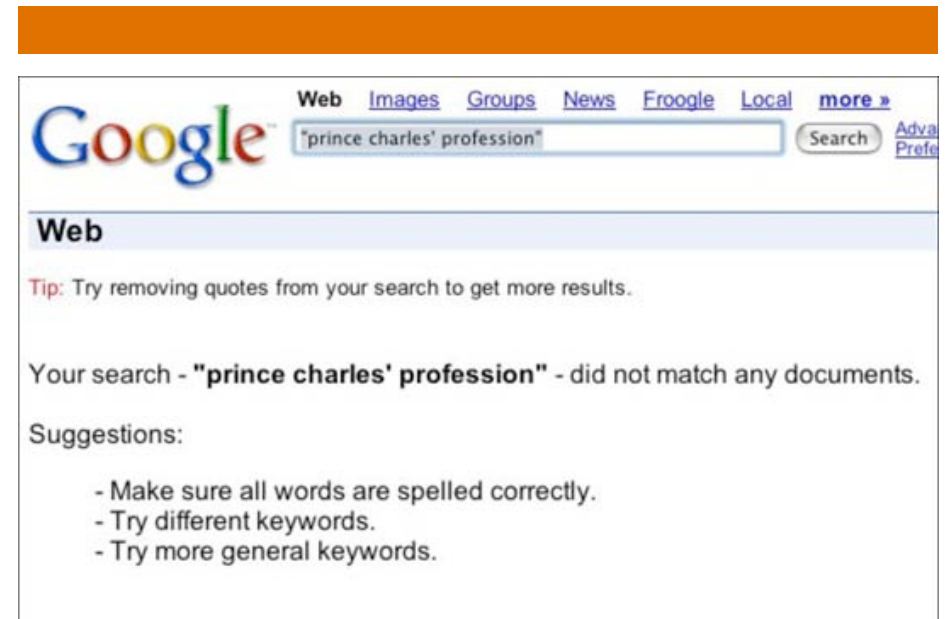 Web Images Groups News Froogle Local more »
Google™
"prince charles' profession" Search
Web
Tip: Try removing quotes from your search to get more results.
Your search - "prince charles' profession" - did not match any documents.
Suggestions:
- Make sure all words are spelled correctly.
- Try different keywords.
- Try more general keywords.